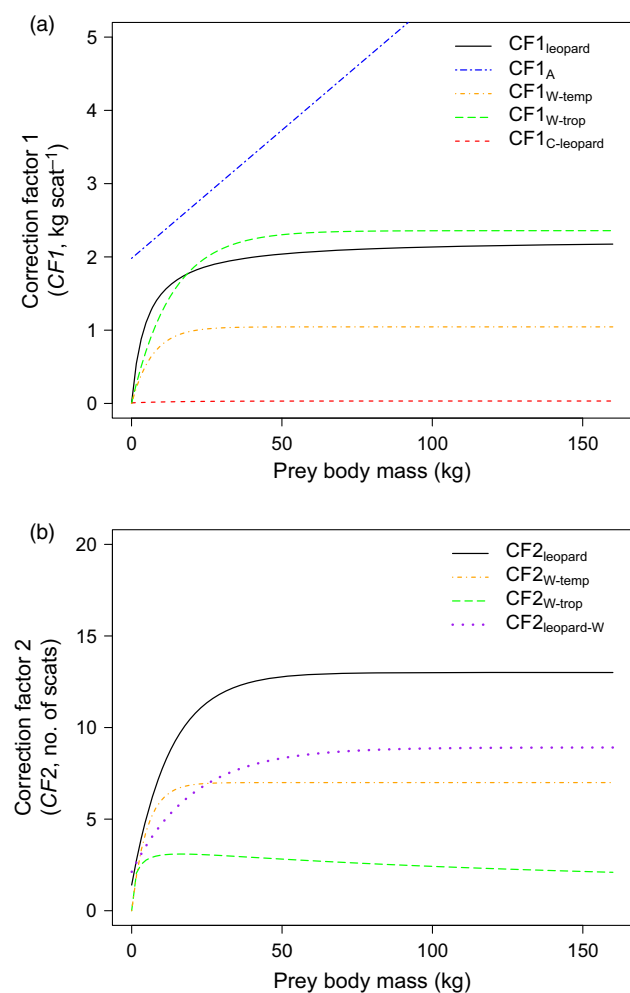 (a)
CF1leopard
CF1A
CF1W-temp
CF1W-trop
CF1C-leopard
Correction factor 1
(CF1, kg scat−1)
5
4
3
2
1
0
0 50 100 150
Prey body mass (kg)
(b)
CF2leopard
CF2W-temp
CF2W-trop
CF2leopard-W
Correction factor 2
(CF2, no. of scats)
20
15
10
5
0
0 50 100 150
Prey body mass (kg)